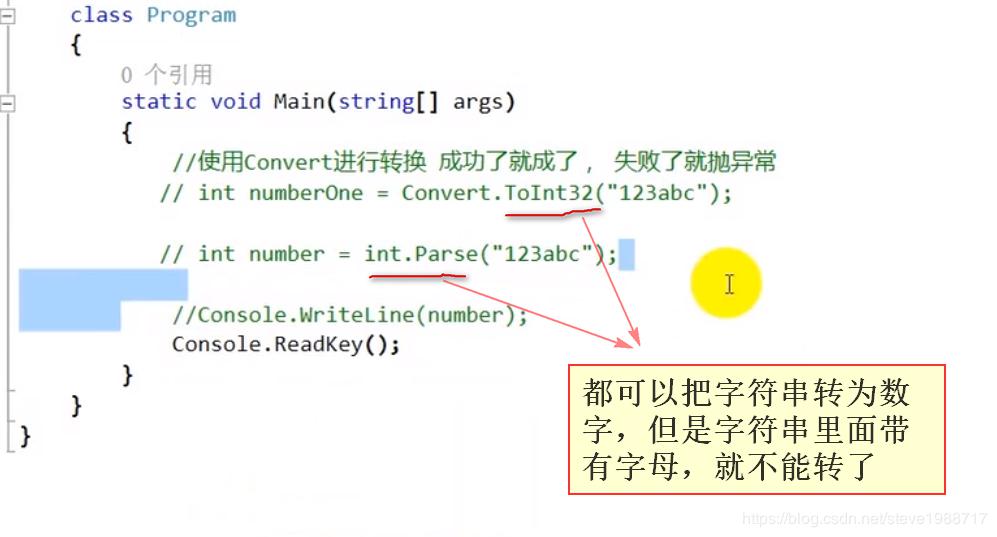 class Program
{
0 个引用
static void Main(string[] args)
{
//使用Convert进行转换 成功了就成了， 失败了就抛异常
// int numberOne = Convert.ToInt32("123abc");
// int number = int.Parse("123abc");
//Console.WriteLine(number);
Console.ReadKey();
}
}
}
都可以把字符串转为数
字，但是字符串里面带
有字母，就不能转了
https://blog.csdn.net/steve1988717